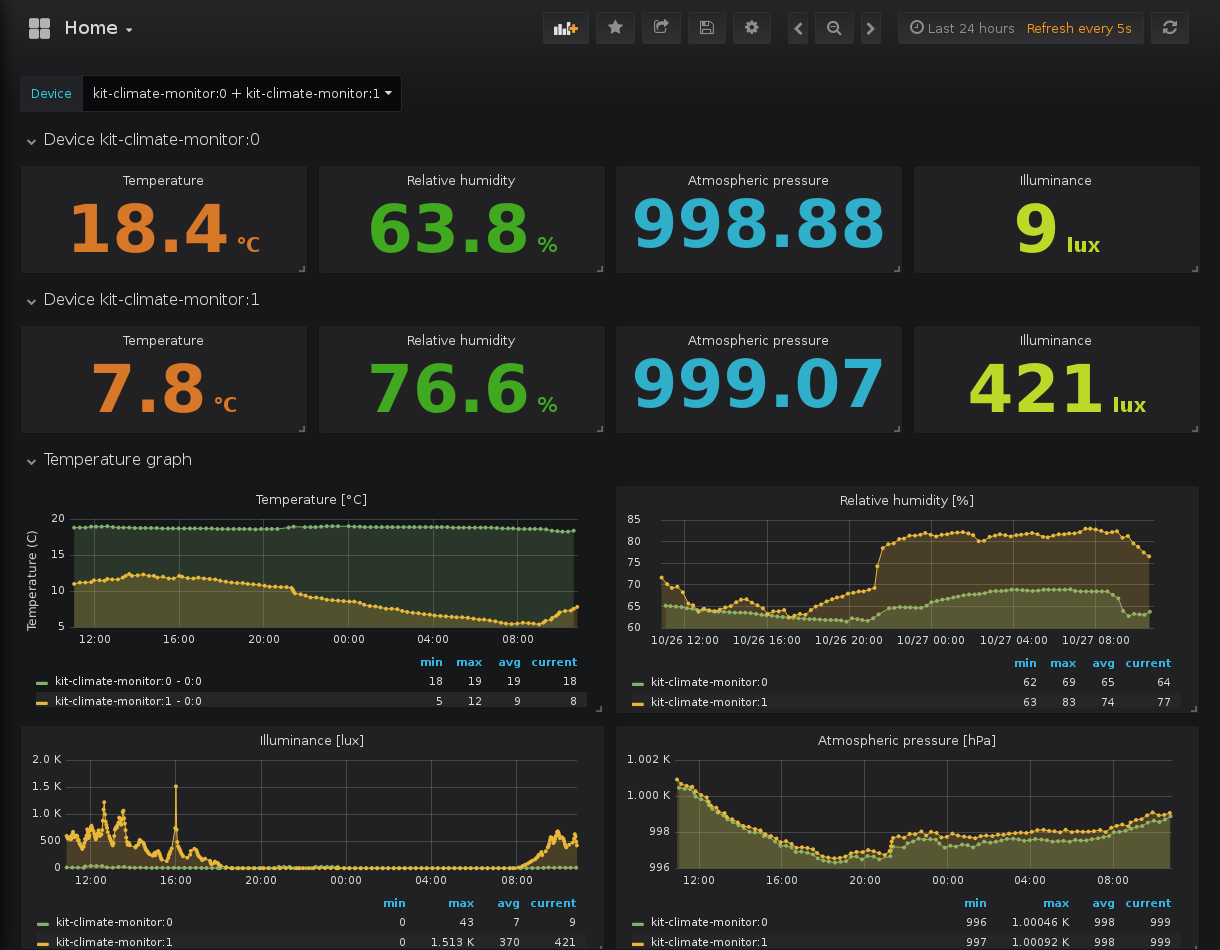 Home
Last 24 hours Refresh every 5s
Device kit-climate-monitor:0 + kit-climate-monitor:1
Device kit-climate-monitor:0
Temperature Relative humidity Atmospheric pressure Illuminance
18.4 °C 63.8 % 998.88 9 lux
Device kit-climate-monitor:1
Temperature Relative humidity Atmospheric pressure Illuminance
7.8 °C 76.6 % 999.07 421 lux
Temperature graph
Temperature [°C]
Temperature (C)
20
15
10
5
12:00 16:00 20:00 00:00 04:00 08:00
min max avg current
kit-climate-monitor:0 - 0:0 18 19 19 18
kit-climate-monitor:1 - 0:0 5 12 9 8
Relative humidity [%]
85
80
75
70
65
60
10/26 12:00 10/26 16:00 10/26 20:00 10/27 00:00 10/27 04:00 10/27 08:00
min max avg current
kit-climate-monitor:0 62 69 65 64
kit-climate-monitor:1 63 83 74 77
Illuminance [lux]
2.0 K
1.5 K
1.0 K
500
0
12:00 16:00 20:00 00:00 04:00 08:00
min max avg current
kit-climate-monitor:0 0 43 7 9
kit-climate-monitor:1 0 1.513 K 370 421
Atmospheric pressure [hPa]
1.002 K
1.000 K
998
996
12:00 16:00 20:00 00:00 04:00 08:00
min max avg current
kit-climate-monitor:0 996 1.00046 K 998 999
kit-climate-monitor:1 997 1.00092 K 998 999